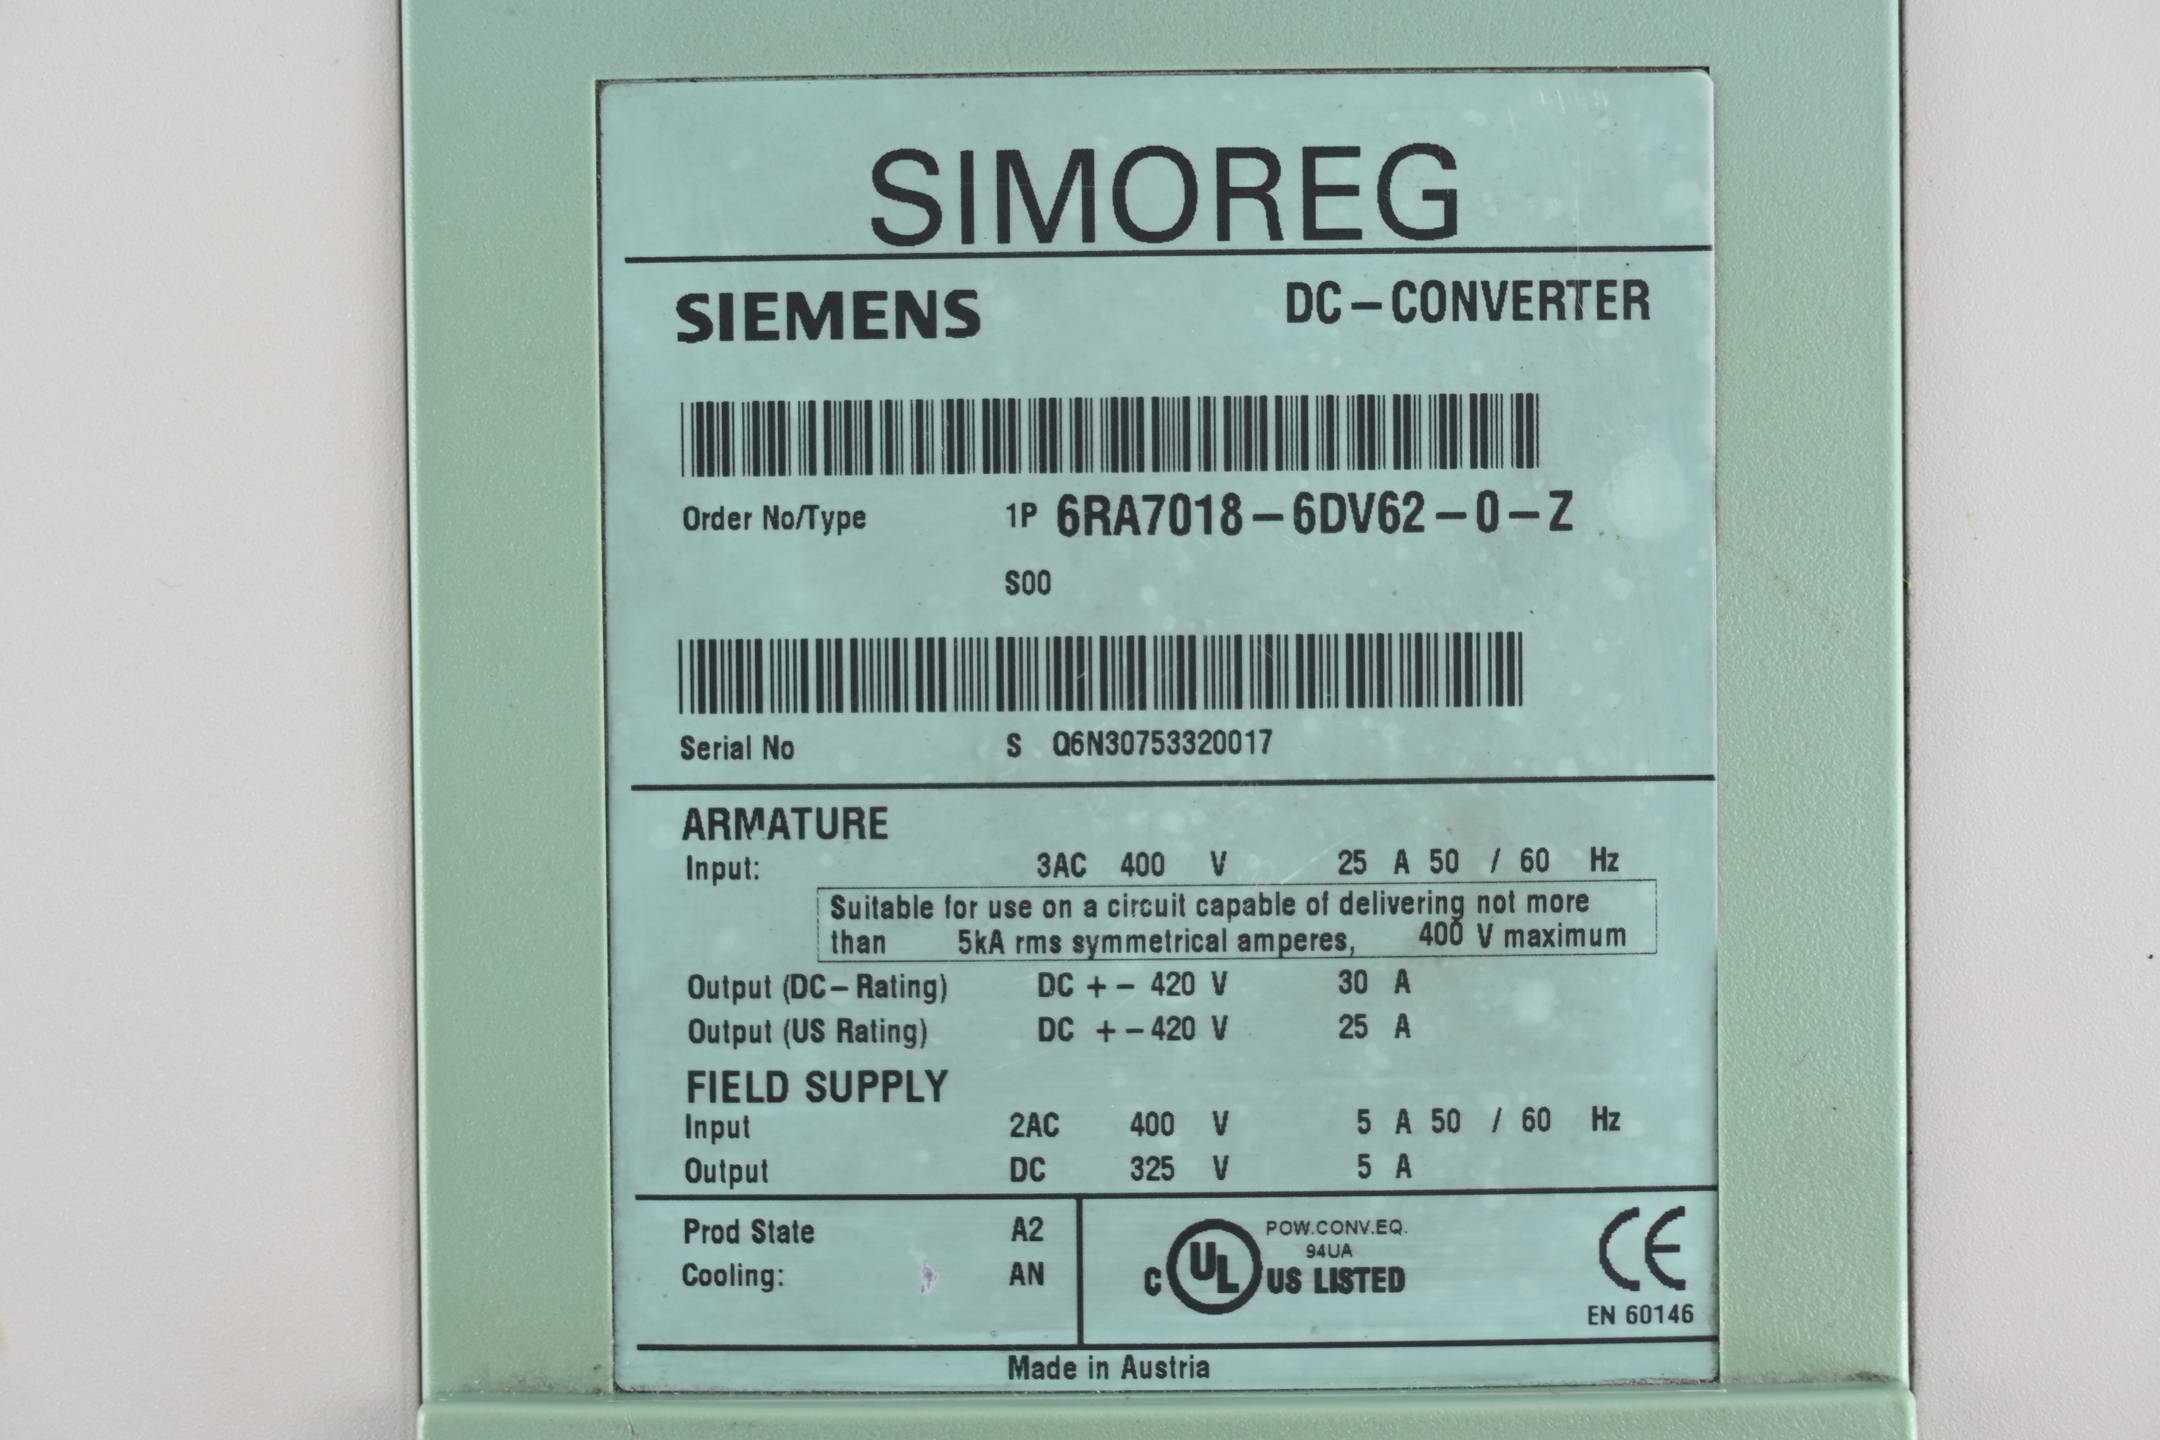 SIMOREG
SIEMENS DC-CONVERTER
Order No/Type 1P 6RA7018-6DV62-0-Z
S00
Serial No S Q6N30753320017
ARMATURE
Input: 3AC 400 V 25 A 50 / 60 Hz
Suitable for use on a circuit capable of delivering not more
than 5kA rms symmetrical amperes, 400 V maximum
Output (DC-Rating) DC +- 420 V 30 A
Output (US Rating) DC +-420 V 25 A
FIELD SUPPLY
Input 2AC 400 V 5 A 50 / 60 Hz
Output DC 325 V 5 A
Prod State A2
Cooling: AN
POW.CONV.EQ.
94UA
C UL US LISTED
CE
EN 60146
Made in Austria